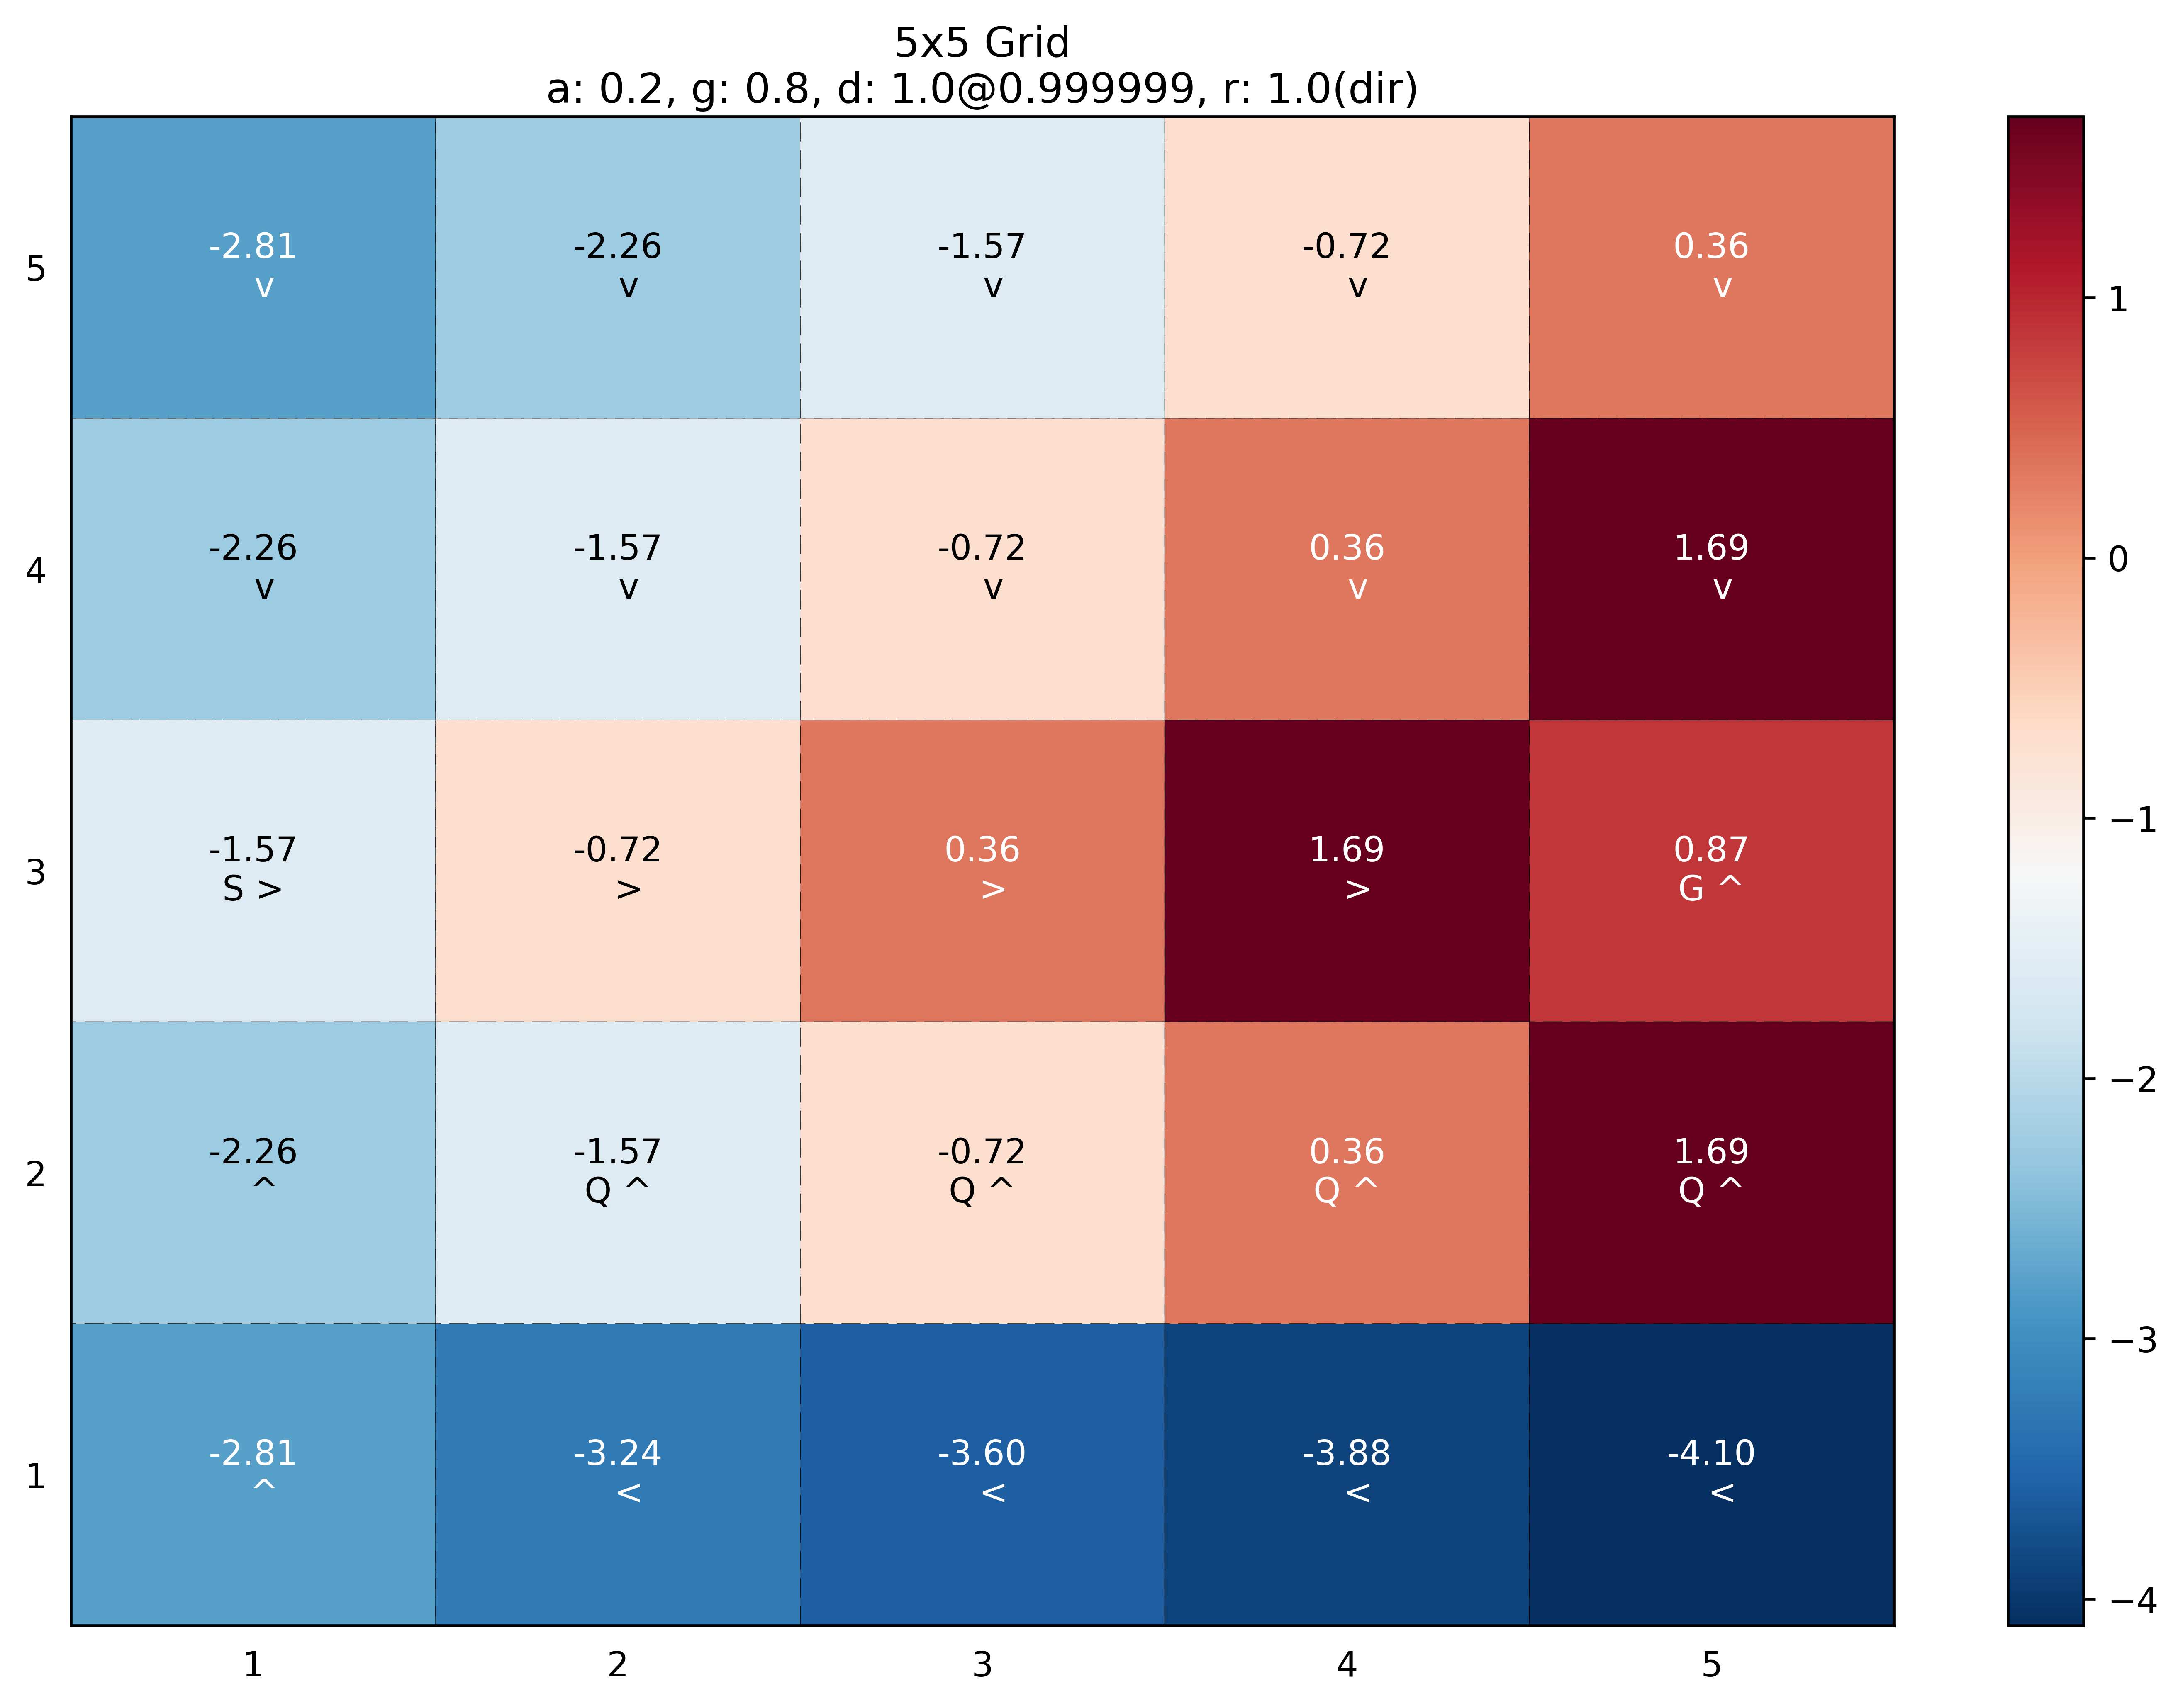 5x5 Grid
a: 0.2, g: 0.8, d: 1.0@0.999999, r: 1.0(dir)
5
-2.81
v
-2.26
v
-1.57
v
-0.72
v
0.36
v
4
-2.26
v
-1.57
v
-0.72
v
0.36
v
1.69
v
3
-1.57
S >
-0.72
>
0.36
>
1.69
>
0.87
G ^
2
-2.26
^
-1.57
Q ^
-0.72
Q ^
0.36
Q ^
1.69
Q ^
1
-2.81
^
-3.24
<
-3.60
<
-3.88
<
-4.10
<
1
2
3
4
5
1
0
−1
−2
−3
−4